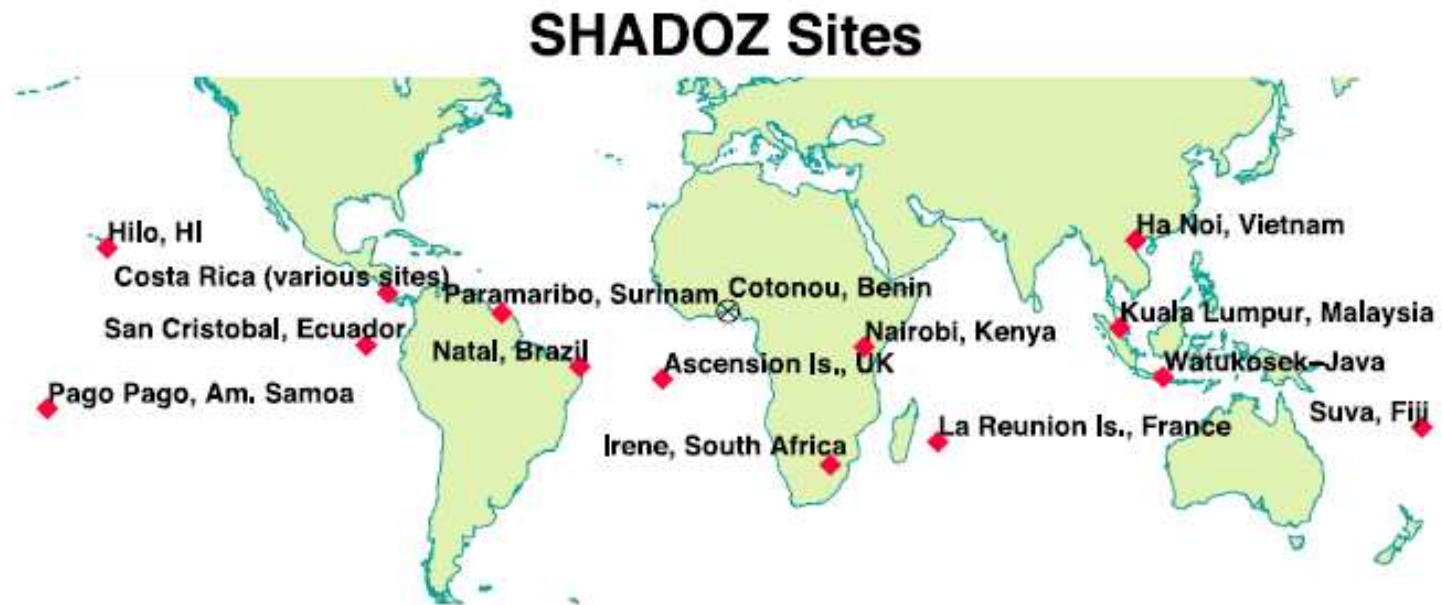 SHADOZ Sites
Hilo, HI
Ha Noi, Vietnam
Costa Rica (various sites)
Paramaribo, Surinam
Cotonou, Benin
Kuala Lumpur, Malaysia
San Cristobal, Ecuador
Nairobi, Kenya
Natal, Brazil
Ascension Is., UK
Watukosek-Java
Pago Pago, Am. Samoa
Suva, Fiji
La Reunion Is., France
Irene, South Africa